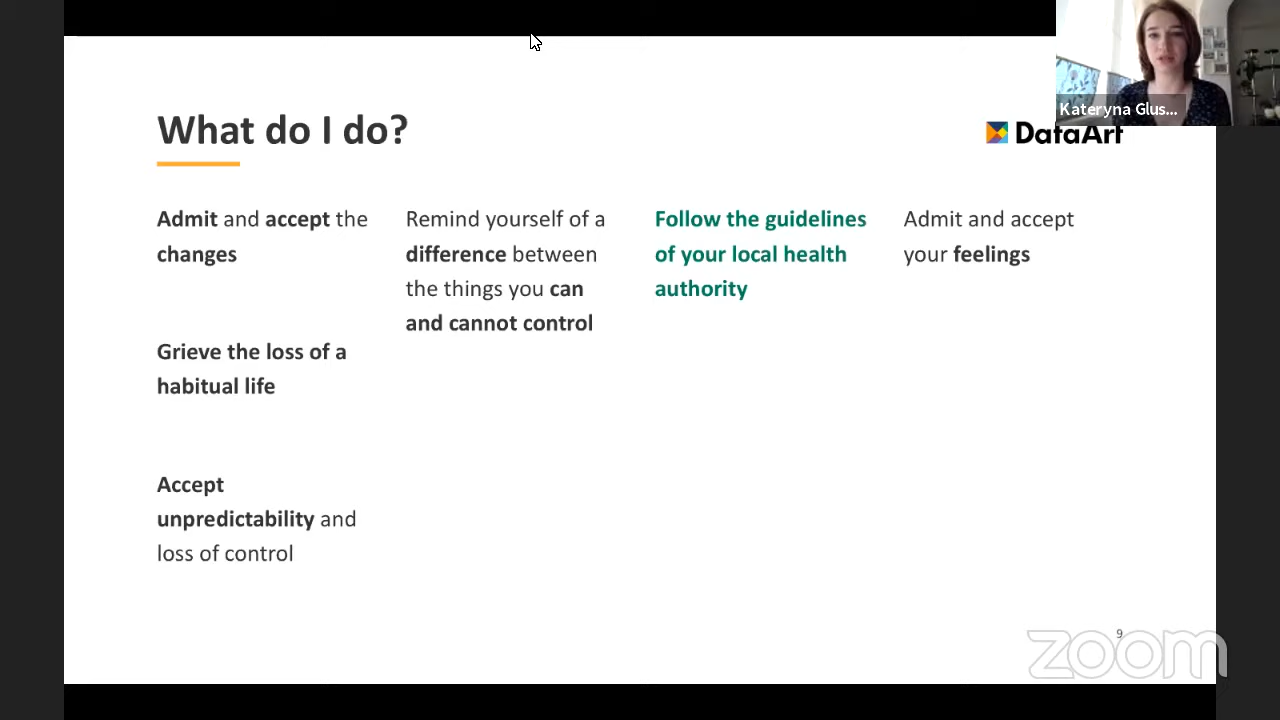 Kateryna Glus...
What do I do?
DataArt
Admit and accept the
changes
Grieve the loss of a
habitual life
Accept
unpredictability and
loss of control
Remind yourself of a
difference between
the things you can
and cannot control
Follow the guidelines
of your local health
authority
Admit and accept
your feelings
9
zoom